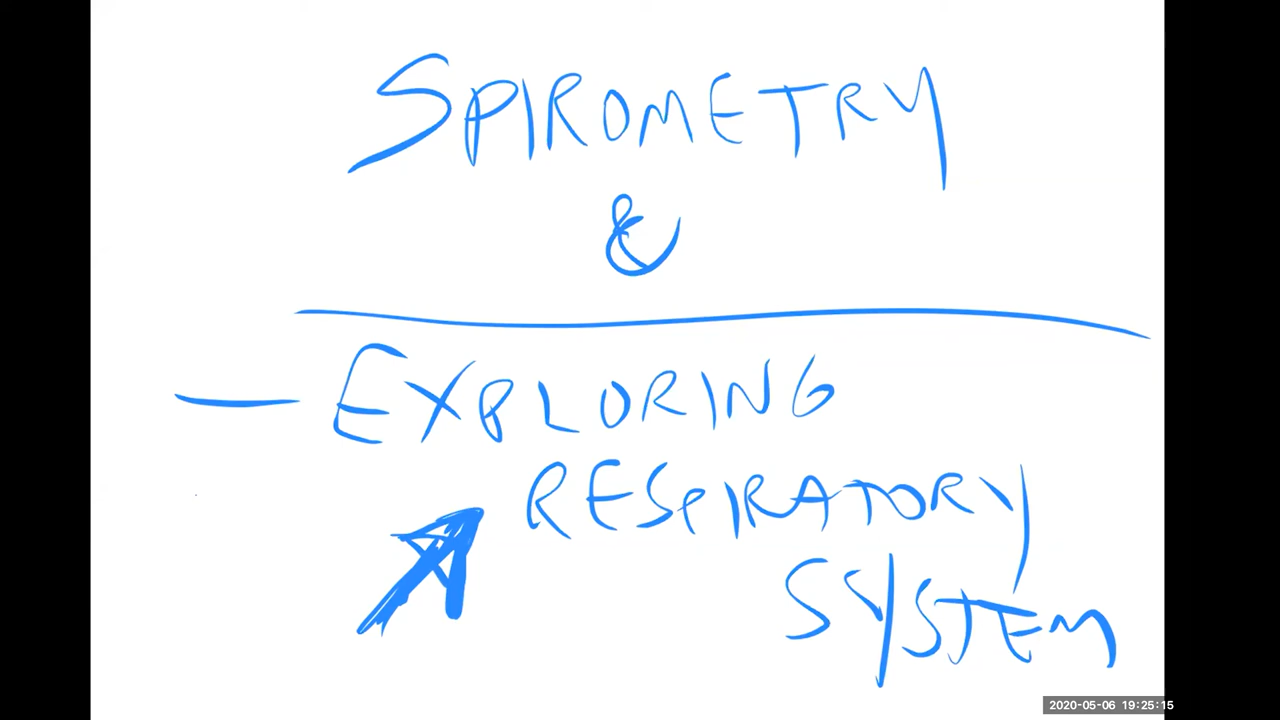 SPIROMETRY
&
EXPLORING
RESPIRATORY
SYSTEM
2020-05-06 19:25:15